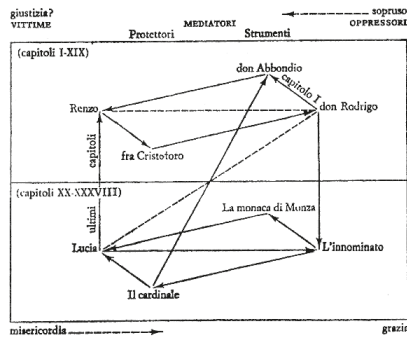 giustizia? sopruso
VITTIME MEDIATORI OPPRESSORI
Protettori Strumenti
(capitoli I-XIX)
don Abbondio
capitolo I
Renzo don Rodrigo
fra Cristoforo
capitoli
(capitoli XX-XXXVIII)
ultimi
La monaca di Monza
Lucia L'innominato
Il cardinale
misericordia grazia